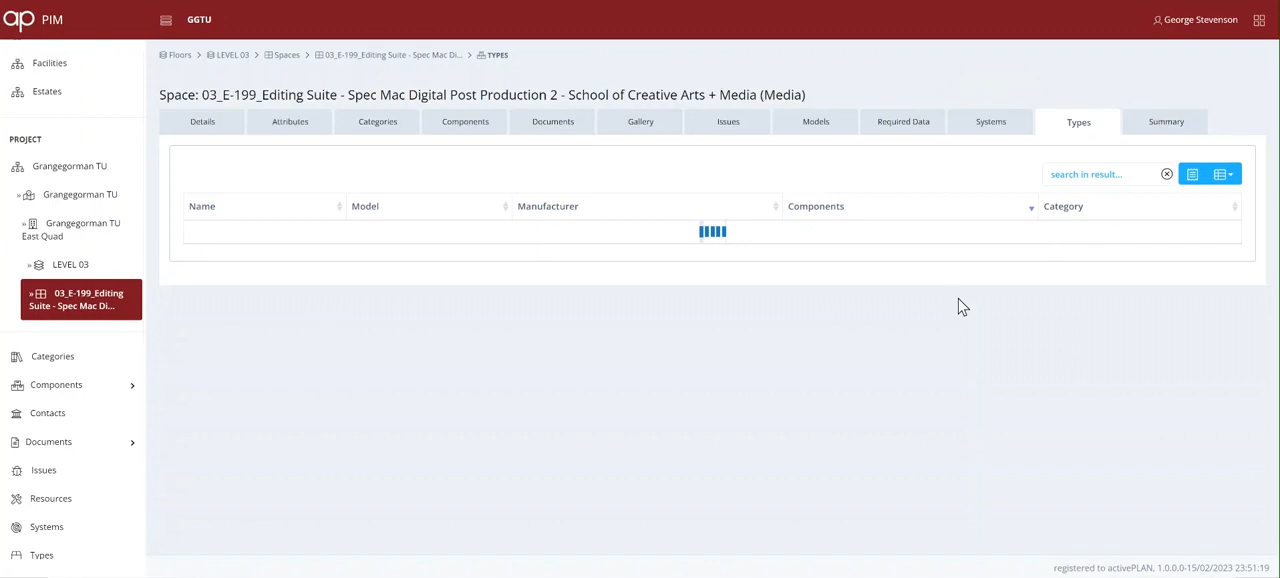 ap PIM
GGTU
George Stevenson
Facilities
Estates
PROJECT
Grangegorman TU
» Grangegorman TU
» Grangegorman TU
East Quad
» LEVEL 03
» 03_E-199_Editing
Suite - Spec Mac Di...
Categories
Components
Contacts
Documents
Issues
Resources
Systems
Types
Floors > LEVEL 03 > Spaces > 03_E-199_Editing Suite - Spec Mac Di... > TYPES
Space: 03_E-199_Editing Suite - Spec Mac Digital Post Production 2 - School of Creative Arts + Media (Media)
Details Attributes Categories Components Documents Gallery Issues Models Required Data Systems Types Summary
search in result...
Name Model Manufacturer Components Category
registered to activePLAN, 1.0.0.0-15/02/2023 23:51:19